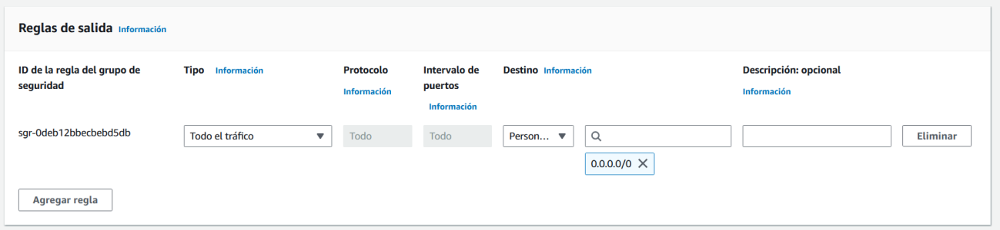 Reglas de salida Información
ID de la regla del grupo de seguridad
Tipo Información
Protocolo
Información
Intervalo de puertos
Información
Destino Información
Descripción: opcional
Información
sgr-0deb12bbecbebd5db
Todo el tráfico
Todo
Todo
Person...
0.0.0.0/0
Eliminar
Agregar regla